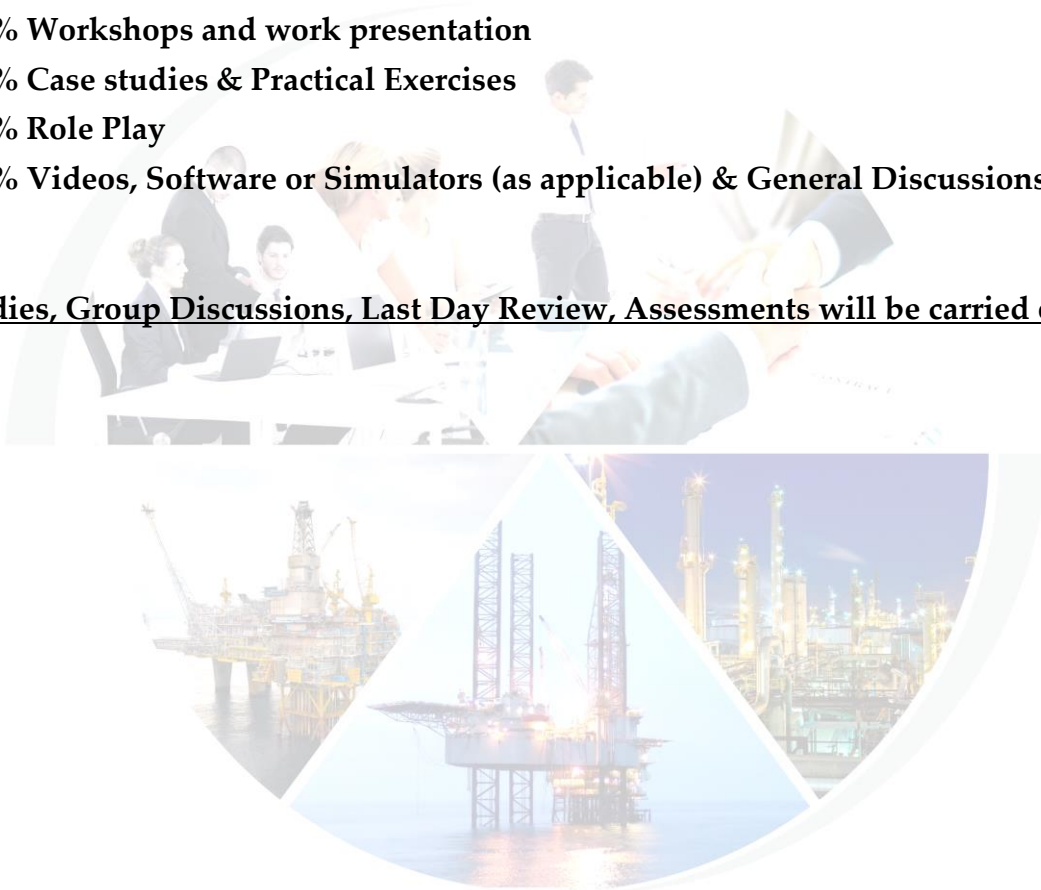 % Workshops and work presentation
% Case studies & Practical Exercises
% Role Play
% Videos, Software or Simulators (as applicable) & General Discussions
dies, Group Discussions, Last Day Review, Assessments will be carried
CONTRACT